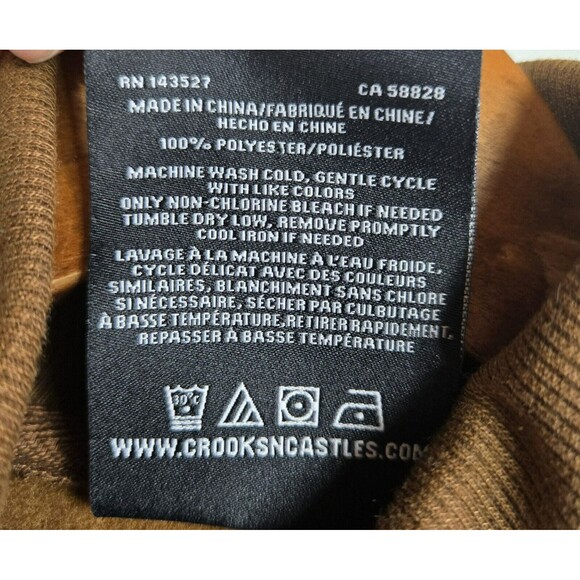 RN 143527 CA 58828
MADE IN CHINA/FABRIQUÉ EN CHINE/
HECHO EN CHINE
100% POLYESTER/POLIÉSTER
MACHINE WASH COLD, GENTLE CYCLE
WITH LIKE COLORS
ONLY NON-CHLORINE BLEACH IF NEEDED
TUMBLE DRY LOW, REMOVE PROMPTLY
COOL IRON IF NEEDED
LAVAGE À LA MACHINE À L'EAU FROIDE,
CYCLE DÉLICAT AVEC DES COULEURS
SIMILAIRES, BLANCHIMENT SANS CHLORE
SI NÉCESSAIRE, SÉCHER PAR CULBUTAGE
À BASSE TEMPÉRATURE,RETIRER RAPIDEMENT,
REPASSER À BASSE TEMPÉRATURE
30°C
WWW.CROOKSNCASTLES.COM